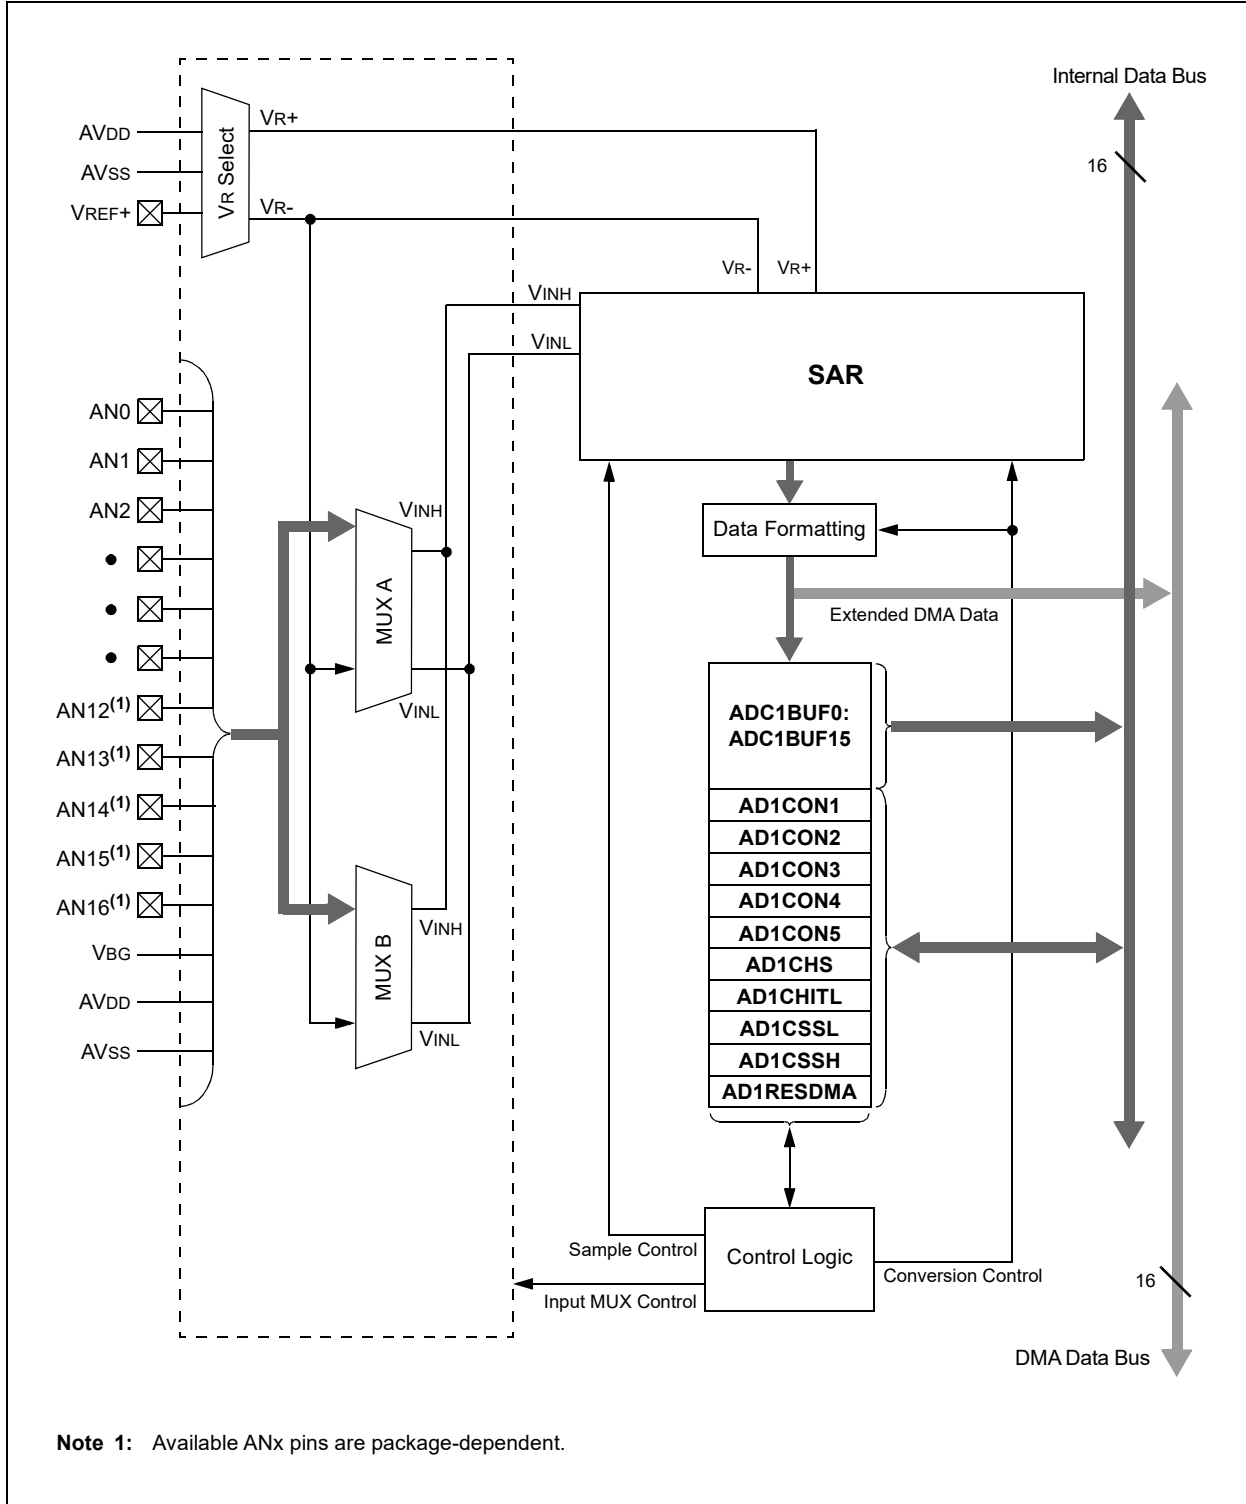 Internal Data Bus
16
AVDD
AVSS
VREF+
VR Select
VR+
VR-
VR-
VR+
VINH
VINL
SAR
AN0
AN1
AN2
AN12(1)
AN13(1)
AN14(1)
AN15(1)
AN16(1)
VBG
AVDD
AVSS
VINH
MUX A
VINL
MUX B
VINH
VINL
Data Formatting
Extended DMA Data
ADC1BUF0:
ADC1BUF15
AD1CON1
AD1CON2
AD1CON3
AD1CON4
AD1CON5
AD1CHS
AD1CHITL
AD1CSSL
AD1CSSH
AD1RESDMA
Sample Control
Control Logic
Conversion Control
Input MUX Control
16
DMA Data Bus
Note 1: Available ANx pins are package-dependent.